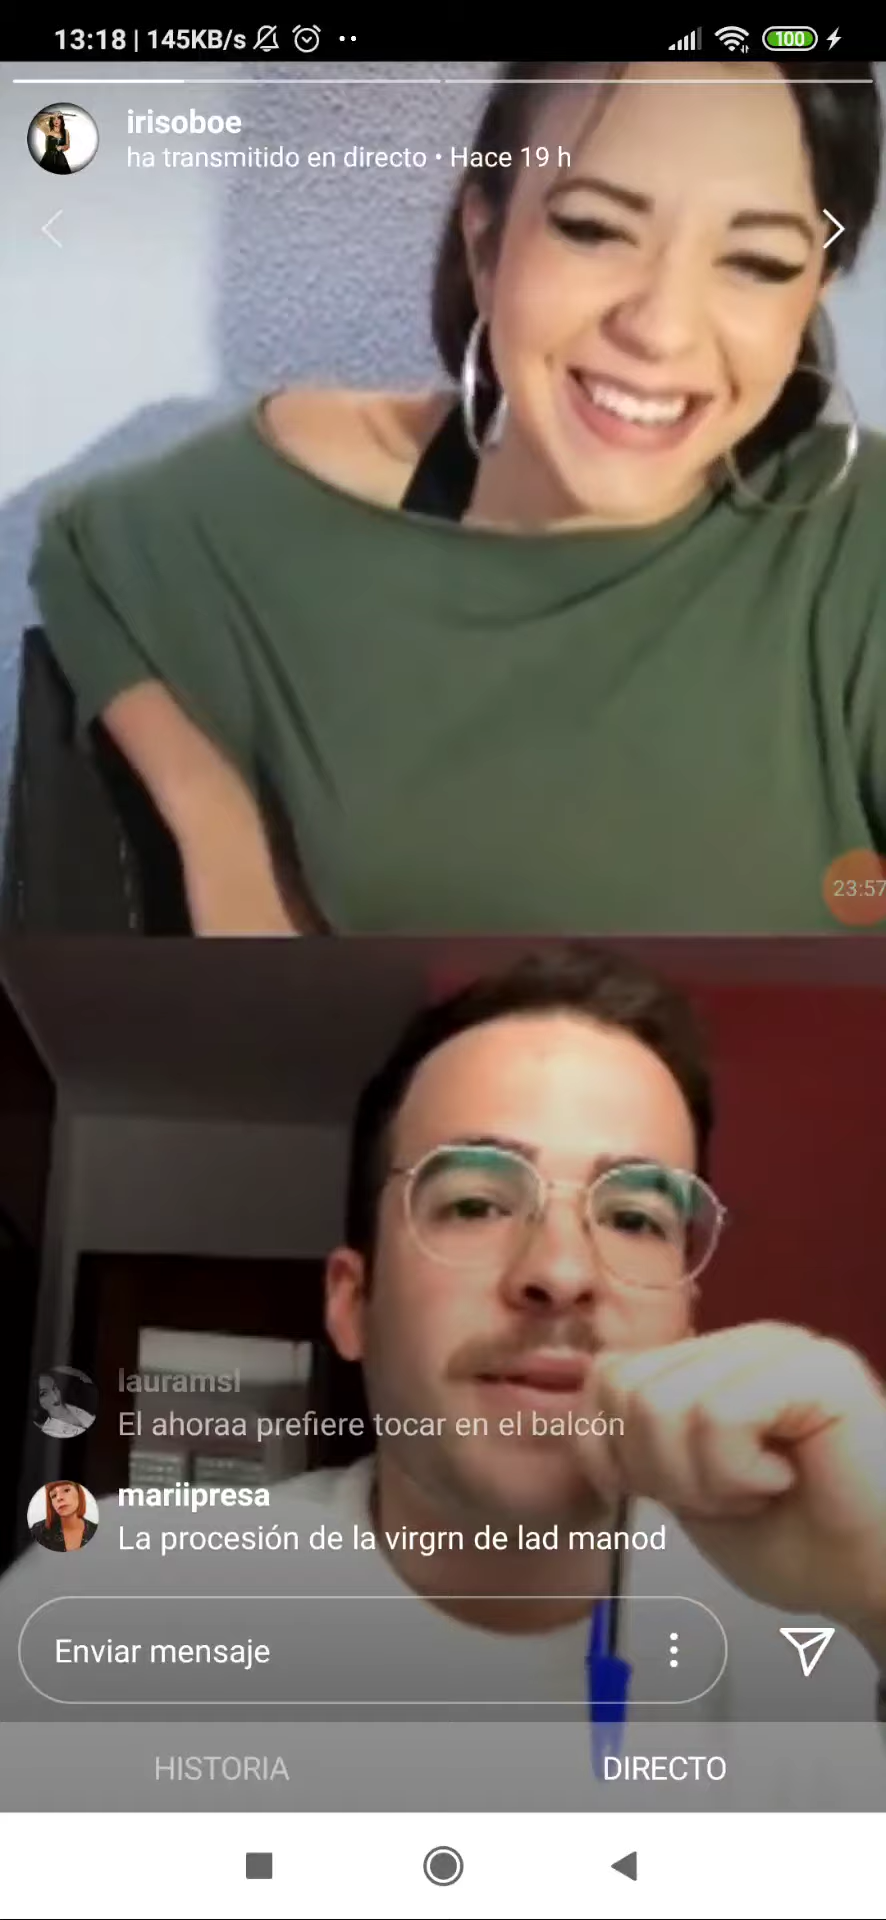 13:18 | 145KB/s
100
irisoboe
ha transmitido en directo • Hace 19 h
23:57
lauramsl
El ahoraa prefiere tocar en el balcón
mariipresa
La procesión de la virgrn de lad manod
Enviar mensaje
HISTORIA DIRECTO